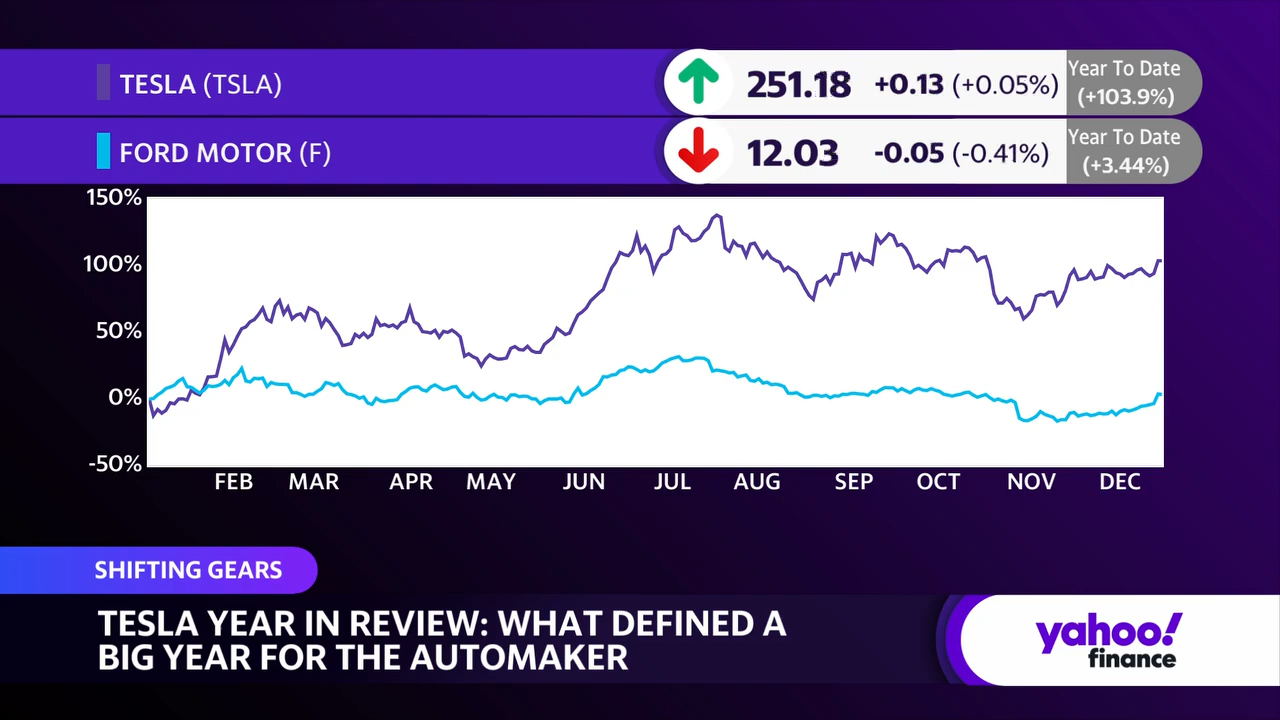 TESLA (TSLA) 251.18 +0.13 (+0.05%) Year To Date (+103.9%)
FORD MOTOR (F) 12.03 -0.05 (-0.41%) Year To Date (+3.44%)
150%
100%
50%
0%
-50%
FEB MAR APR MAY JUN JUL AUG SEP OCT NOV DEC
SHIFTING GEARS
TESLA YEAR IN REVIEW: WHAT DEFINED A
BIG YEAR FOR THE AUTOMAKER
yahoo!
finance